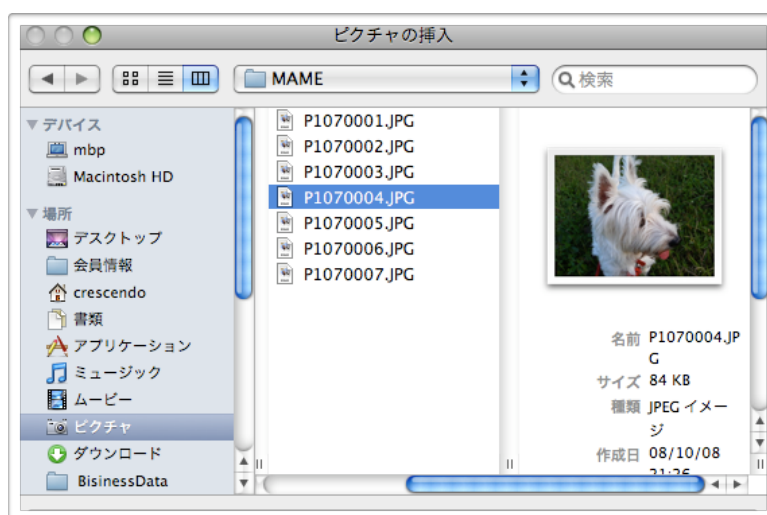 ピクチャの挿入
MAME
検索
デバイス
mbp
Macintosh HD
場所
デスクトップ
会員情報
crescendo
書類
アプリケーション
ミュージック
ムービー
ピクチャ
ダウンロード
BisinessData
P1070001.JPG
P1070002.JPG
P1070003.JPG
P1070004.JPG
P1070005.JPG
P1070006.JPG
P1070007.JPG
名前 P1070004.JP
G
サイズ 84 KB
種類 JPEG イメー
ジ
作成日 08/10/08
21:26